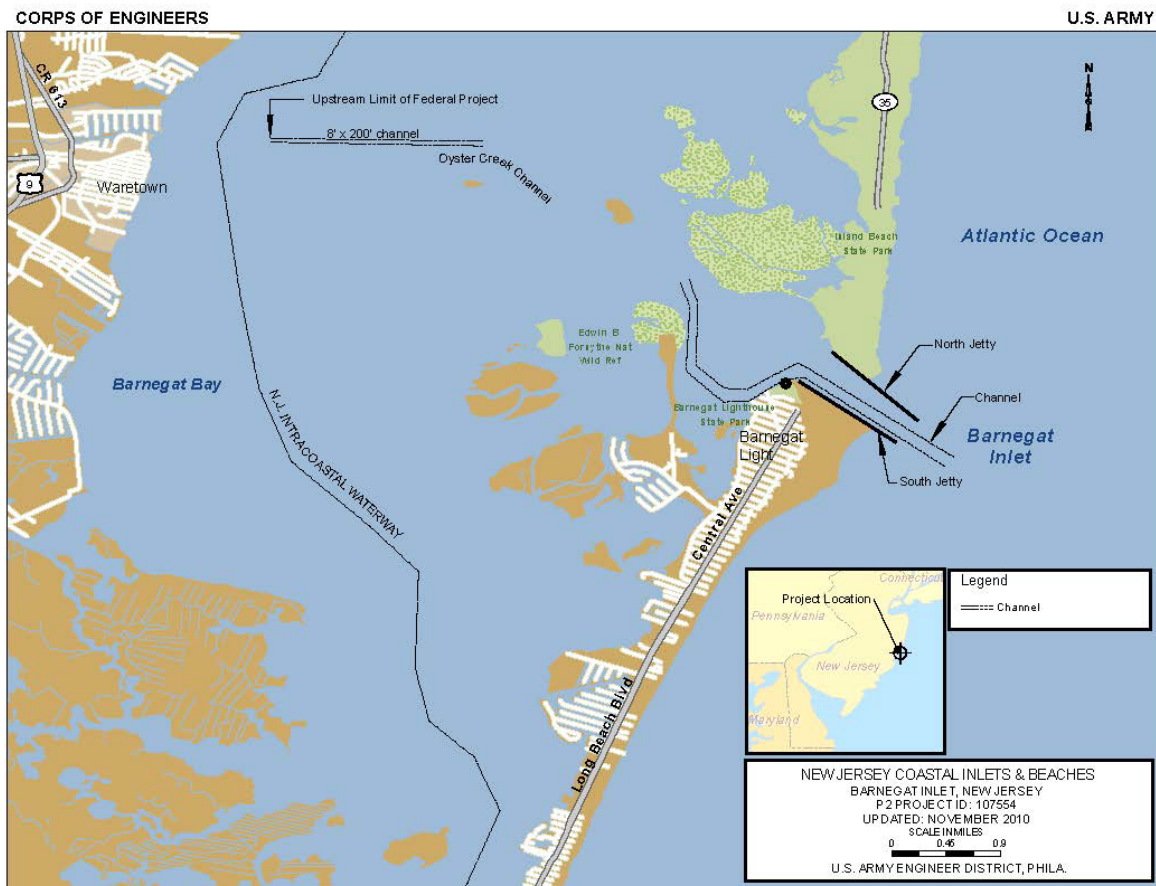 CORPS OF ENGINEERS
U.S. ARMY
CR 613
Upstream Limit of Federal Project
8' x 200' channel
Oyster Creek Channel
N
35
9
Waretown
Island Beach
State Park
Atlantic Ocean
Edwin B
Forsythe Nat
Wild Ref
North Jetty
Barnegat Bay
N.J. INTRACOASTAL WATERWAY
Channel
Barnegat Lighthouse
State Park
Barnegat
Light
Barnegat
Inlet
South Jetty
Central Ave
Long Beach Blvd
Connecticut
Project Location
Pennsylvania
New Jersey
Maryland
Legend
Channel
NEW JERSEY COASTAL INLETS & BEACHES
BARNEGAT INLET, NEW JERSEY
P2 PROJECT ID: 107554
UPDATED: NOVEMBER 2010
SCALE IN MILES
0 0.45 0.9
U.S. ARMY ENGINEER DISTRICT, PHILA.